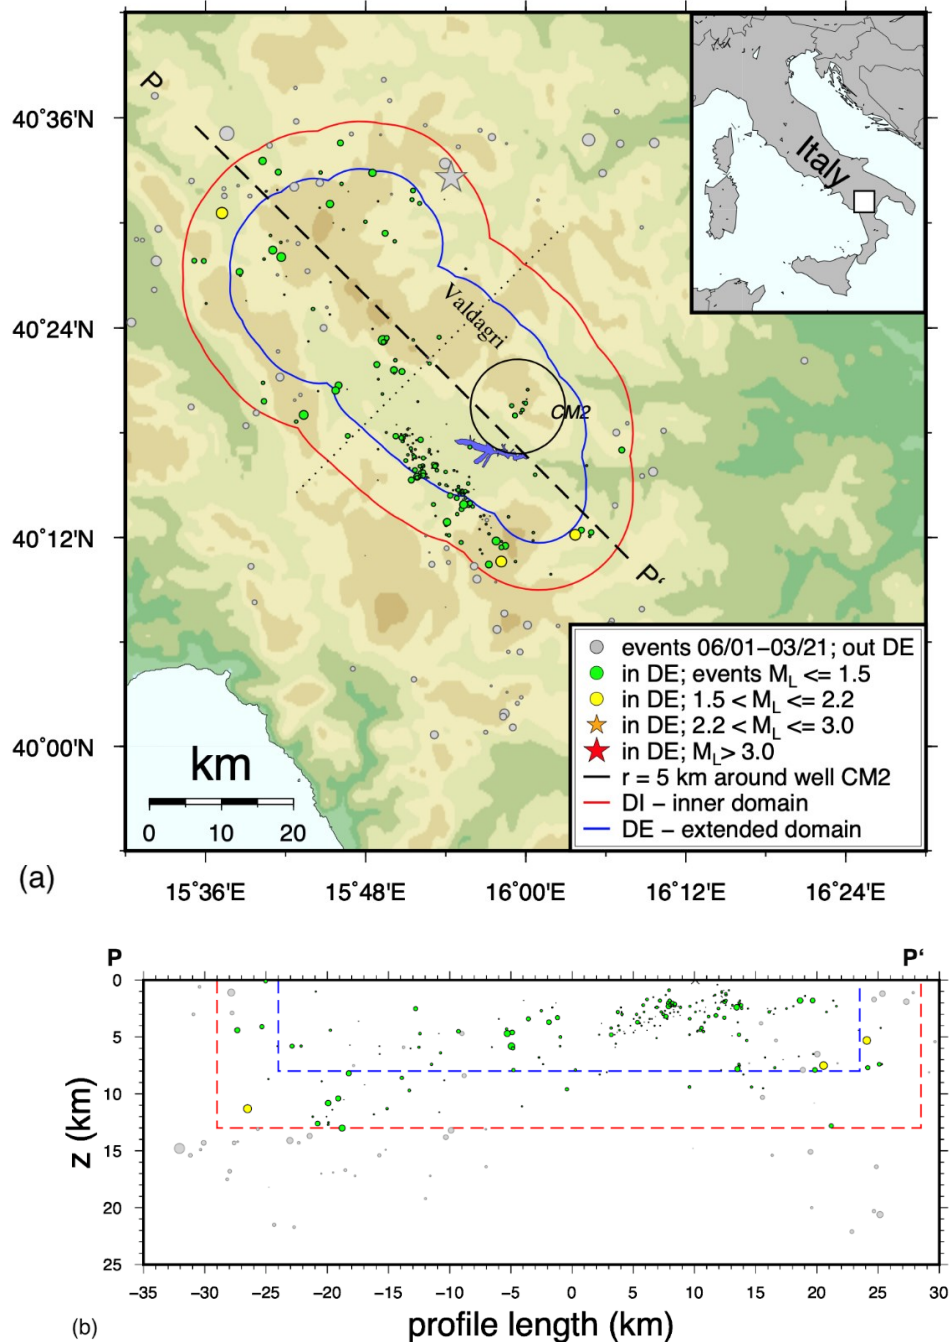 P
40°36'N
Italy
40°24'N
Valdagri
CM2
40°12'N
P‘
events 06/01–03/21; out DE
in DE; events M_L <= 1.5
in DE; 1.5 < M_L <= 2.2
in DE; 2.2 < M_L <= 3.0
in DE; M_L > 3.0
r = 5 km around well CM2
DI – inner domain
DE – extended domain
40°00'N
km
0 10 20
(a)
15°36'E 15°48'E 16°00'E 16°12'E 16°24'E
P P‘
0
5
10
15
20
25
z (km)
−35 −30 −25 −20 −15 −10 −5 0 5 10 15 20 25 30
profile length (km)
(b)